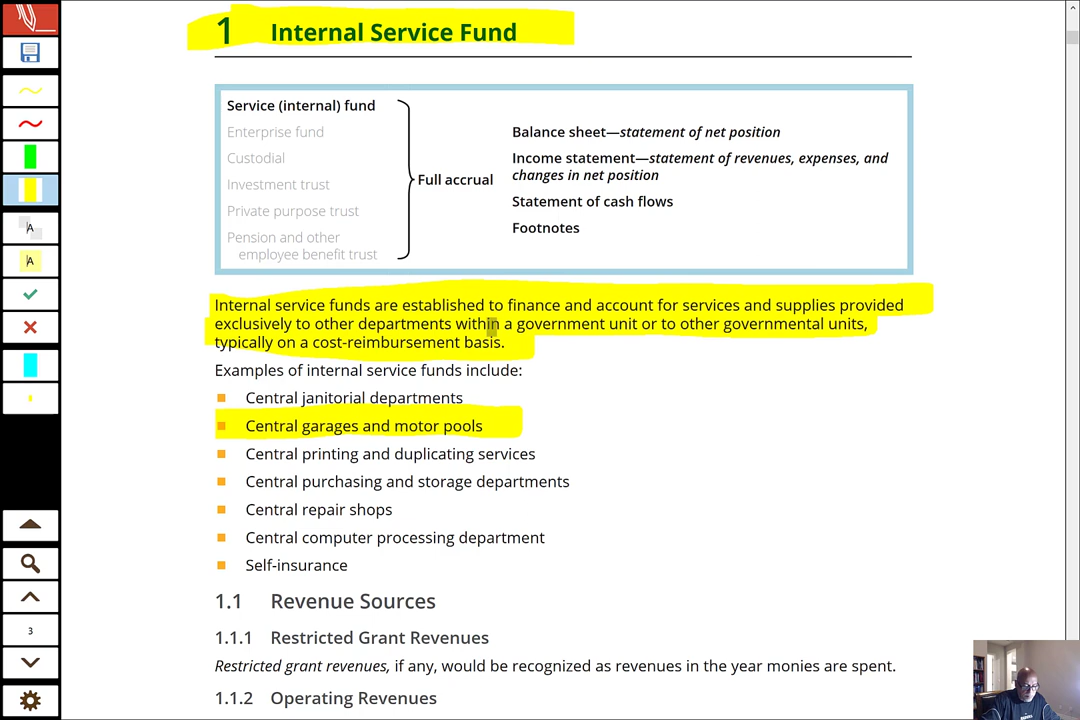 1 Internal Service Fund
Service (internal) fund
Enterprise fund
Custodial
Investment trust
Private purpose trust
Pension and other
employee benefit trust
Full accrual
Balance sheet—statement of net position
Income statement—statement of revenues, expenses, and
changes in net position
Statement of cash flows
Footnotes
Internal service funds are established to finance and account for services and supplies provided
exclusively to other departments within a government unit or to other governmental units,
typically on a cost-reimbursement basis.
Examples of internal service funds include:
Central janitorial departments
Central garages and motor pools
Central printing and duplicating services
Central purchasing and storage departments
Central repair shops
Central computer processing department
Self-insurance
1.1 Revenue Sources
1.1.1 Restricted Grant Revenues
Restricted grant revenues, if any, would be recognized as revenues in the year monies are spent.
1.1.2 Operating Revenues
A
A
3